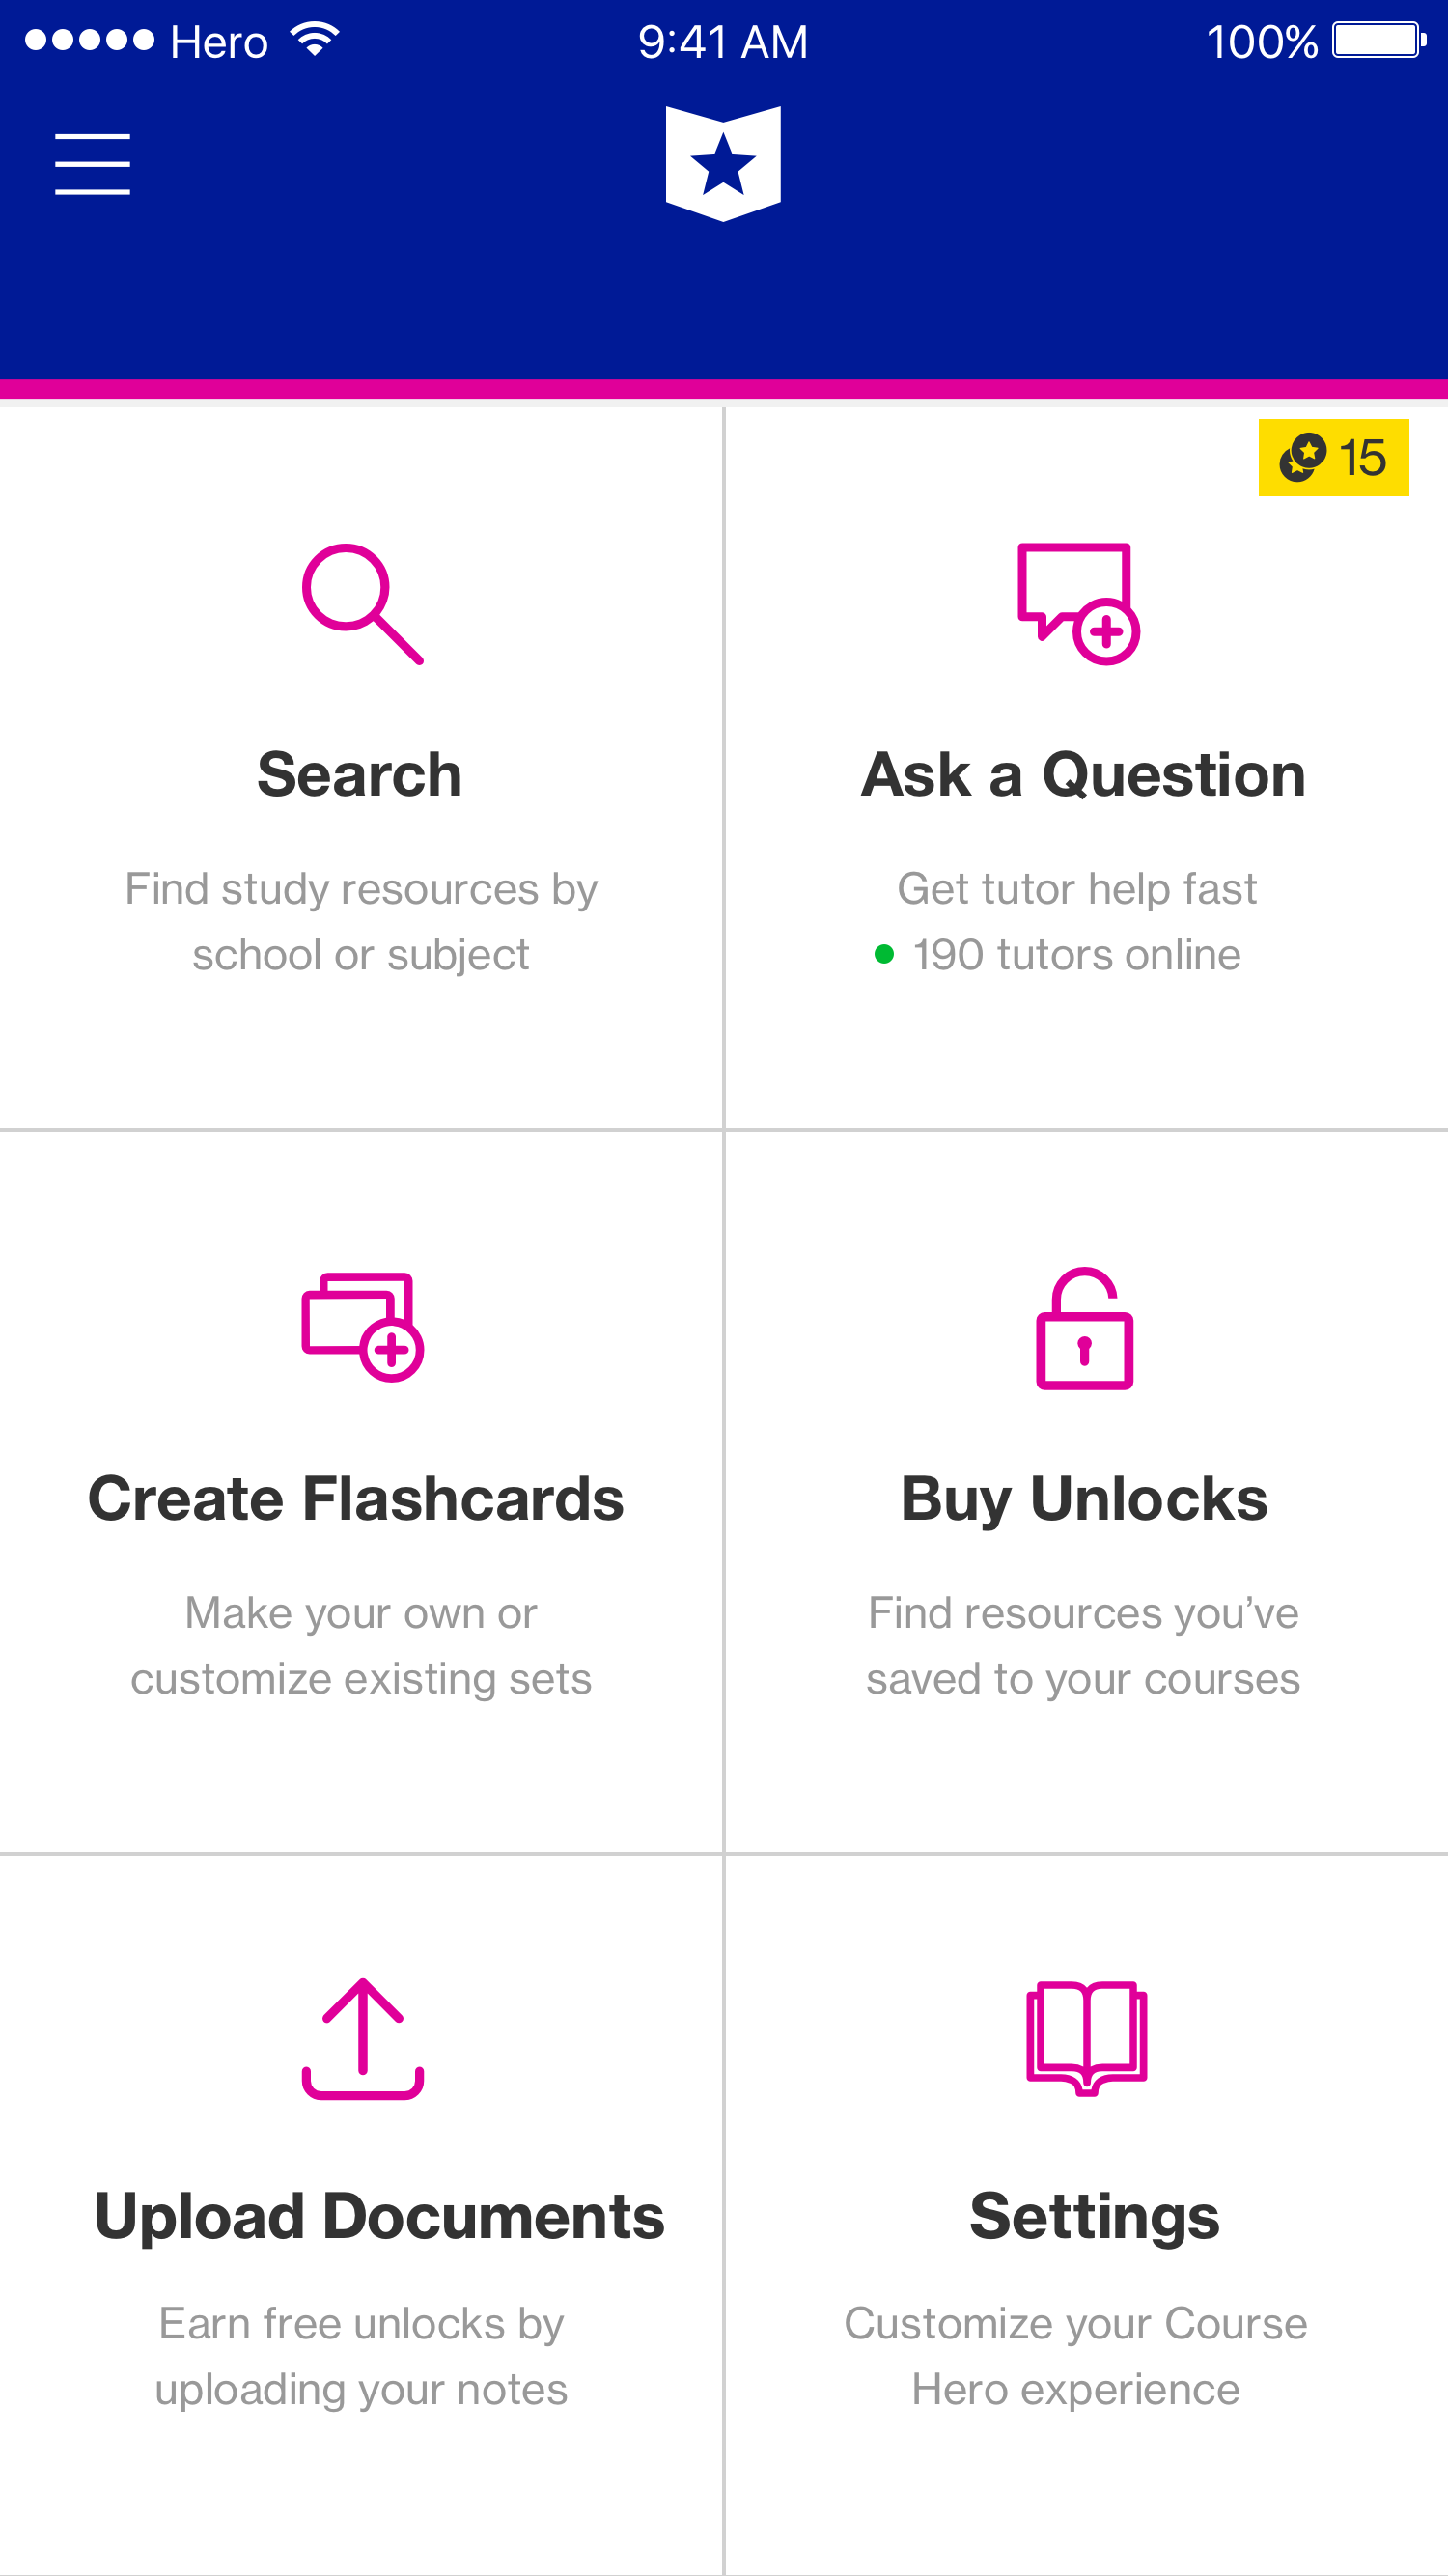 Hero 9:41 AM 100%
15
Search
Find study resources by
school or subject
Ask a Question
Get tutor help fast
190 tutors online
Create Flashcards
Make your own or
customize existing sets
Buy Unlocks
Find resources you’ve
saved to your courses
Upload Documents
Earn free unlocks by
uploading your notes
Settings
Customize your Course
Hero experience